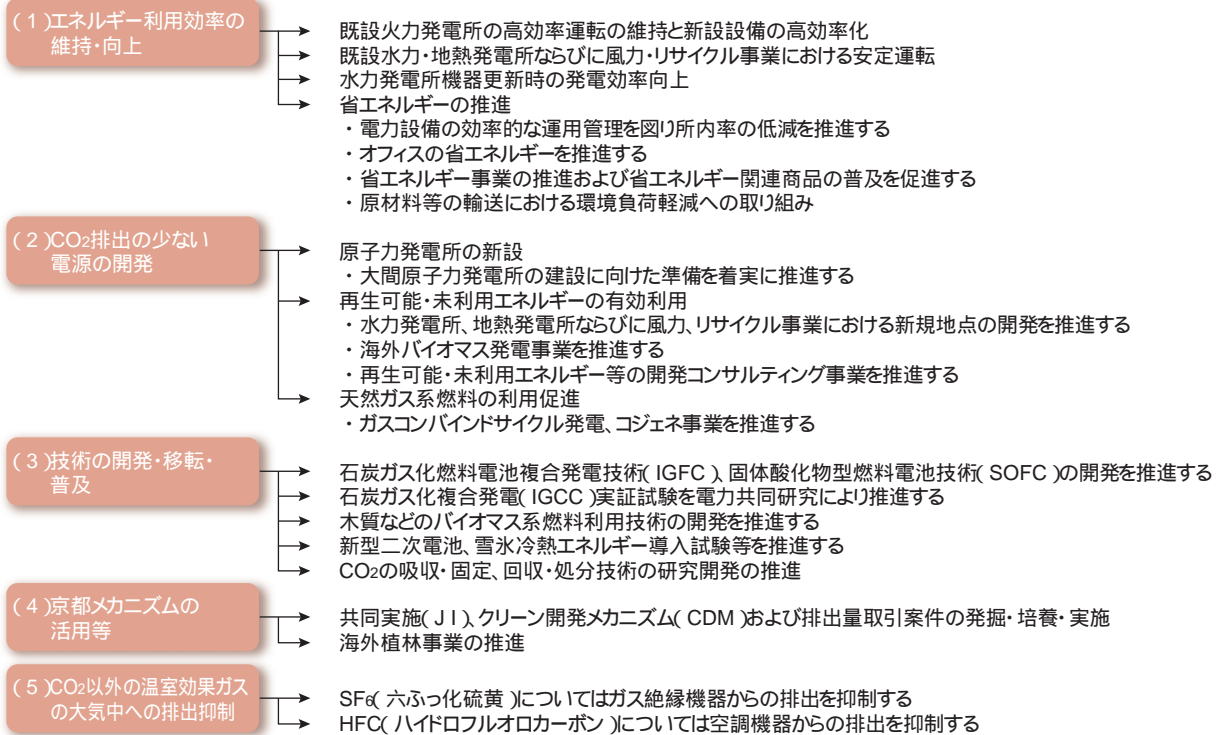 (1)エネルギー利用効率の
維持・向上
既設火力発電所の高効率運転の維持と新設設備の高効率化
既設水力・地熱発電所ならびに風力・リサイクル事業における安定運転
水力発電所機器更新時の発電効率向上
省エネルギーの推進
・電力設備の効率的な運用管理を図り所内率の低減を推進する
・オフィスの省エネルギーを推進する
・省エネルギー事業の推進および省エネルギー関連商品の普及を促進する
・原材料等の輸送における環境負荷軽減への取り組み
(2)CO2排出の少ない
電源の開発
原子力発電所の新設
・大間原子力発電所の建設に向けた準備を着実に推進する
再生可能・未利用エネルギーの有効利用
・水力発電所、地熱発電所ならびに風力、リサイクル事業における新規地点の開発を推進する
・海外バイオマス発電事業を推進する
・再生可能・未利用エネルギー等の開発コンサルティング事業を推進する
天然ガス系燃料の利用促進
・ガスコンバインドサイクル発電、コジェネ事業を推進する
(3)技術の開発・移転・
普及
石炭ガス化燃料電池複合発電技術(IGFC)、固体酸化物型燃料電池技術(SOFC)の開発を推進する
石炭ガス化複合発電(IGCC)実証試験を電力共同研究により推進する
木質などのバイオマス系燃料利用技術の開発を推進する
新型二次電池、雪氷冷熱エネルギー導入試験等を推進する
CO2の吸収・固定、回収・処分技術の研究開発の推進
(4)京都メカニズムの
活用等
共同実施(JI)、クリーン開発メカニズム(CDM)および排出量取引案件の発掘・培養・実施
海外植林事業の推進
(5)CO2以外の温室効果ガス
の大気中への排出抑制
SF6(六ふっ化硫黄)についてはガス絶縁機器からの排出を抑制する
HFC(ハイドロフルオロカーボン)については空調機器からの排出を抑制する